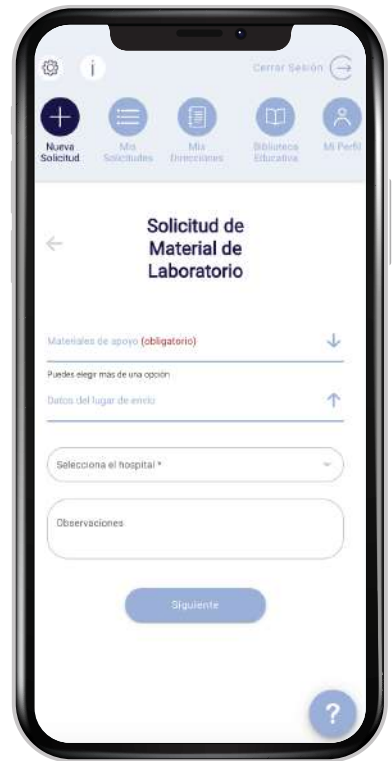 i
Cerrar Sesión
Nueva Solicitud
Mis Solicitudes
Mis Direcciones
Biblioteca Educativa
Mi Perfil
Solicitud de
Material de
Laboratorio
Materiales de apoyo (obligatorio)
Puedes elegir más de una opción
Datos del lugar de envío
Selecciona el hospital *
Observaciones
Siguiente
?